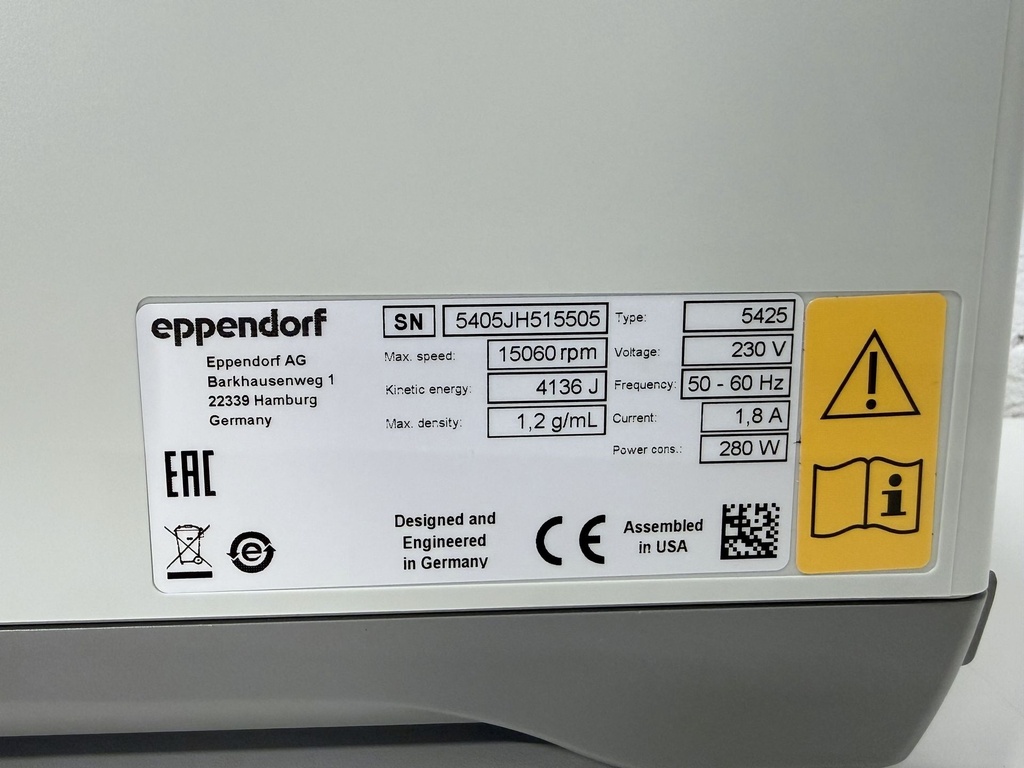 eppendorf
Eppendorf AG
Barkhausenweg 1
22339 Hamburg
Germany
EAC
SN 5405JH515505
Max. speed: 15060 rpm
Kinetic energy: 4136 J
Max. density: 1,2 g/mL
Type: 5425
Voltage: 230 V
Frequency: 50 - 60 Hz
Current: 1,8 A
Power cons.: 280 W
Designed and
Engineered
in Germany
CE
Assembled
in USA